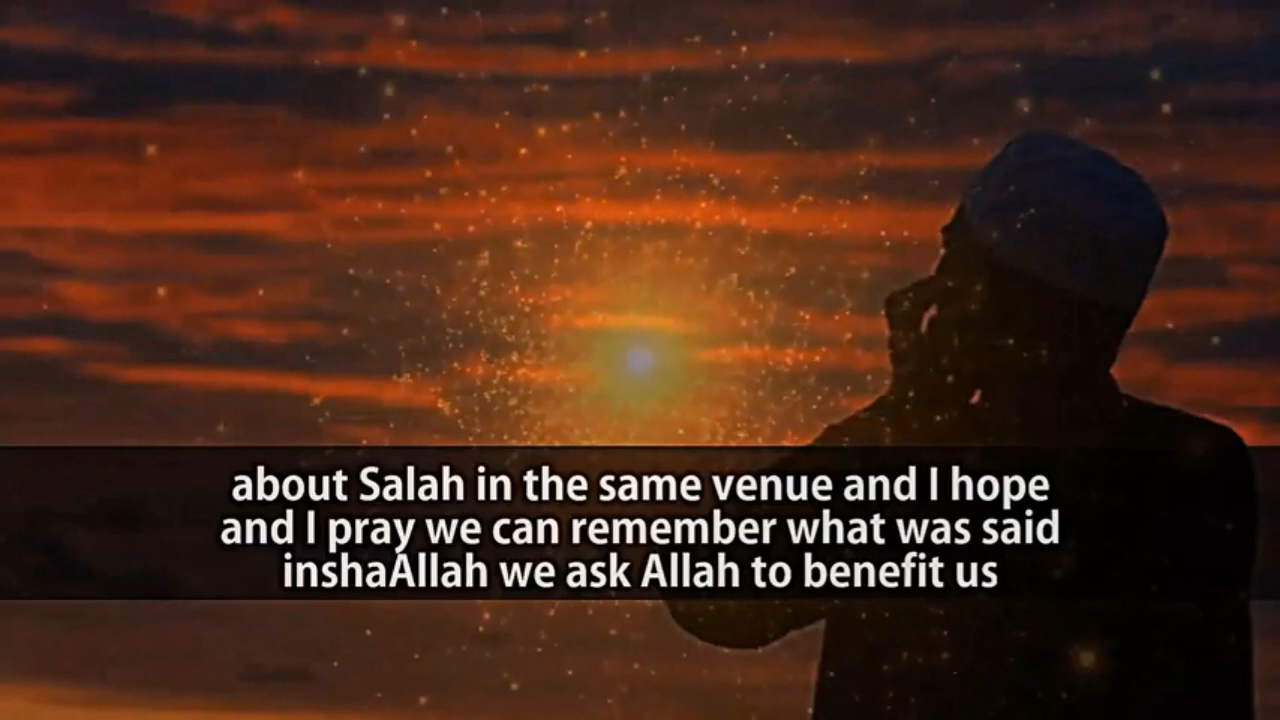 about Salah in the same venue and I hope
and I pray we can remember what was said
inshaAllah we ask Allah to benefit us